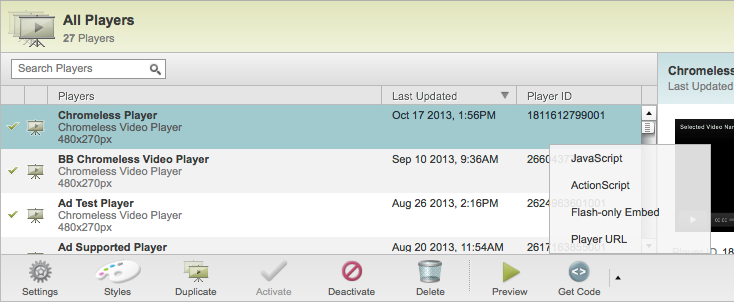 All Players
27 Players
Search Players
Players Last Updated Player ID
Chromeless Player Oct 17 2013, 1:56PM 1811612799001
Chromeless Video Player
480x270px
BB Chromeless Video Player Sep 10 2013, 9:36AM
Chromeless Video Player
480x270px
Ad Test Player Aug 26 2013, 2:16PM
Chromeless Video Player
480x270px
Ad Supported Player Aug 20 2013, 11:54AM
JavaScript
ActionScript
Flash-only Embed
Player URL
Chromeless
Last Updated
Selected Video Nam
Settings Styles Duplicate Activate Deactivate Delete Preview Get Code